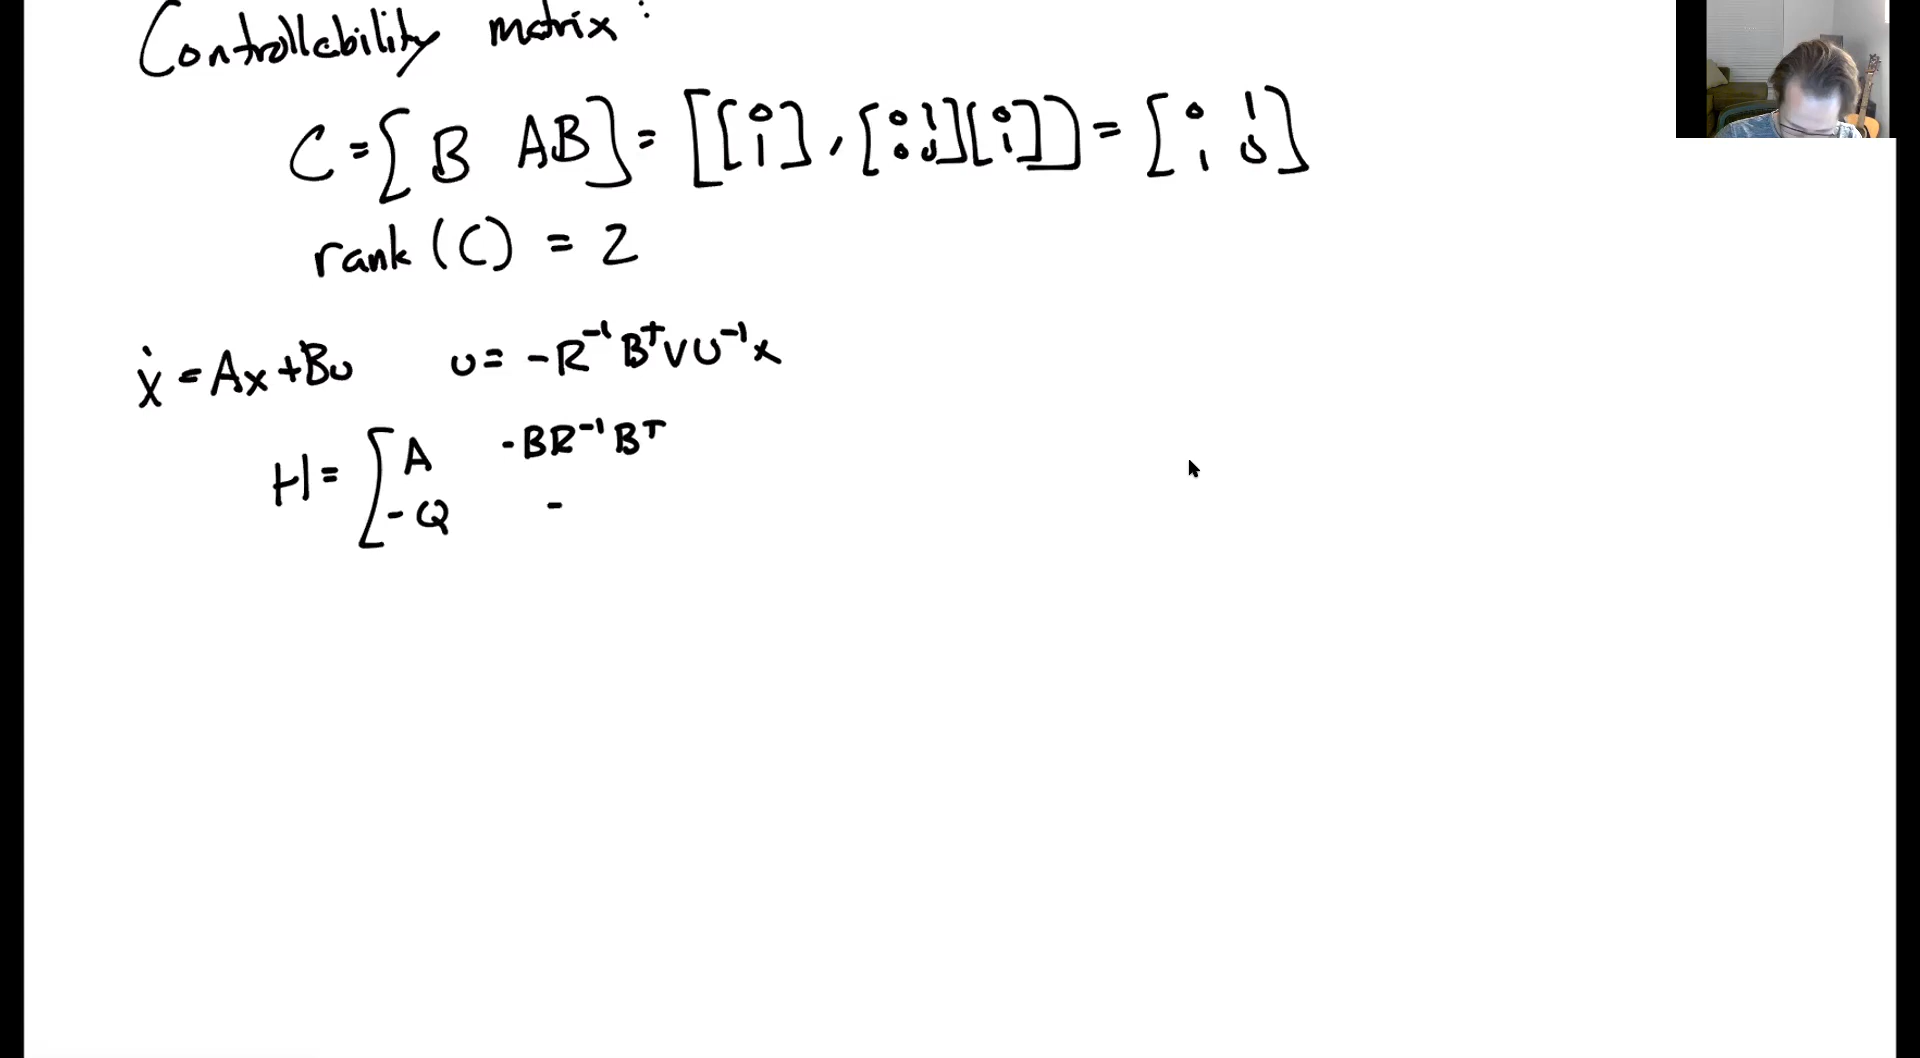 Controllability matrix:
C = [ B AB ] = [ [ 0 ; 1 ] , [ 0 1 ; 0 0 ] [ 0 ; 1 ] ] = [ 0 1 ; 1 0 ]
rank (C) = 2
ẋ = Ax + Bu u = -R⁻¹BᵀVU⁻¹x
H = [ A -BR⁻¹Bᵀ
-Q -